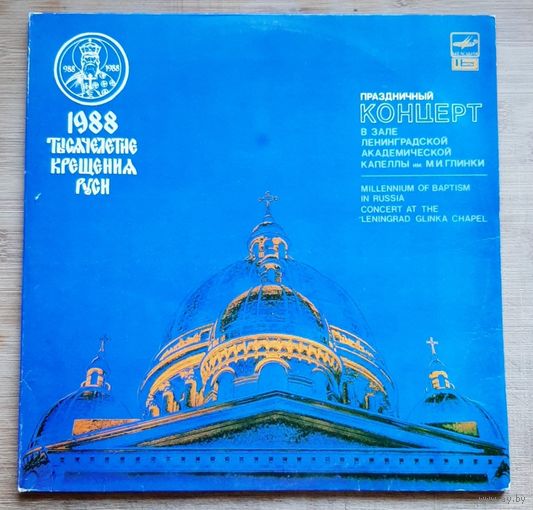 988 1988
1988
ТЫСЯЧЕЛЕТИЕ
КРЕЩЕНИЯ
РУСИ
МЕЛОДИЯ
ПРАЗДНИЧНЫЙ
КОНЦЕРТ
В ЗАЛЕ
ЛЕНИНГРАДСКОЙ
АКАДЕМИЧЕСКОЙ
КАПЕЛЛЫ им. М И ГЛИНКИ
MILLENNIUM OF BAPTISM
IN RUSSIA
CONCERT AT THE
LENINGRAD GLINKA CHAPEL